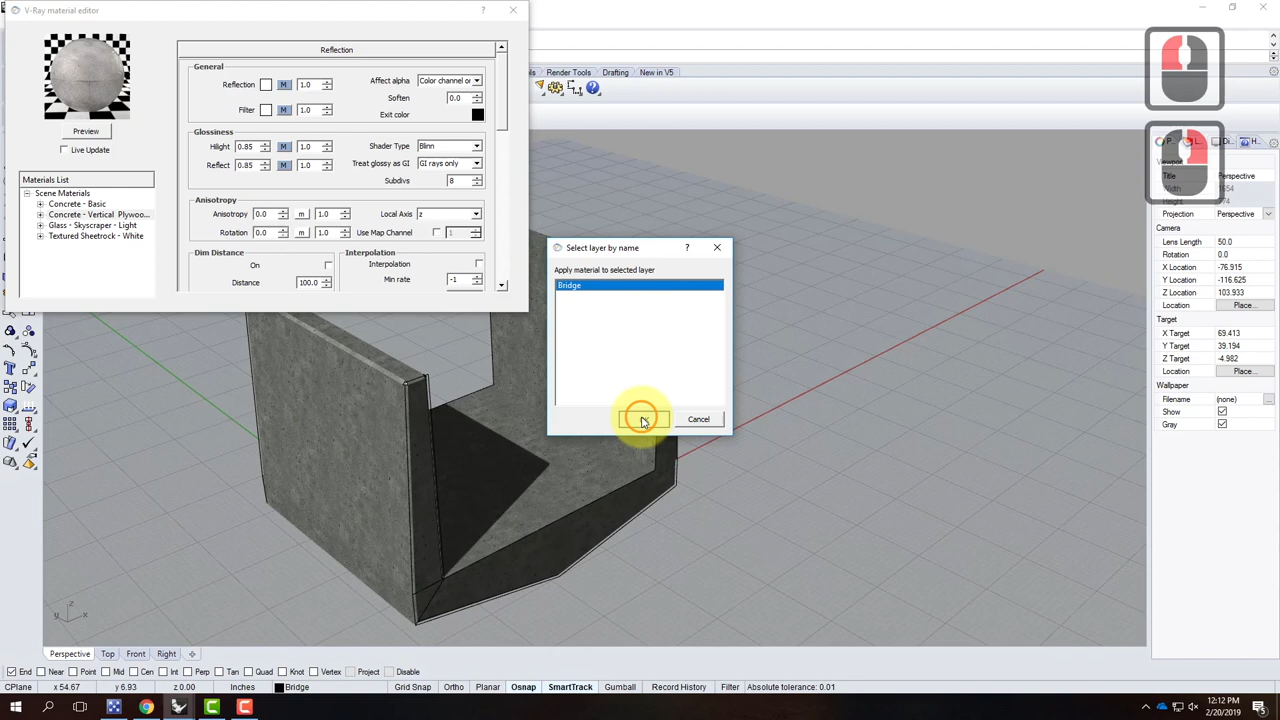 V-Ray material editor
?
Reflection
General
Reflection M 1.0
Affect alpha Color channel or
Soften 0.0
Filter M 1.0
Exit color
Glossiness
Hilight 0.85 M 1.0
Shader Type Blinn
Reflect 0.85 M 1.0
Treat glossy as GI GI rays only
Subdivs 8
Anisotropy
Anisotropy 0.0 m 1.0
Local Axis z
Rotation 0.0 m 1.0
Use Map Channel 1
Dim Distance
On
Distance 100.0
Interpolation
Interpolation
Min rate -1
Preview
Live Update
Materials List
Scene Materials
Concrete - Basic
Concrete - Vertical Plywoo...
Glass - Skyscraper - Light
Textured Sheetrock - White
Render Tools
Drafting
New in V5
Select layer by name
?
Apply material to selected layer
Bridge
Cancel
P...
L...
Di...
H...
Title Perspective
Width 1654
Height
Projection Perspective
Camera
Lens Length 50.0
Rotation 0.0
X Location -76.915
Y Location -116.625
Z Location 103.933
Location Place...
Target
X Target 69.413
Y Target 39.194
Z Target -4.982
Location Place...
Wallpaper
Filename (none) ...
Show
Gray
z
y
x
Perspective Top Front Right
End Near Point Mid Cen Int Perp Tan Quad Knot Vertex Project Disable
CPlane x 54.67 y 6.93 z 0.00 Inches Bridge Grid Snap Ortho Planar Osnap SmartTrack Gumball Record History Filter Absolute tolerance: 0.01
12:12 PM
2/20/2019